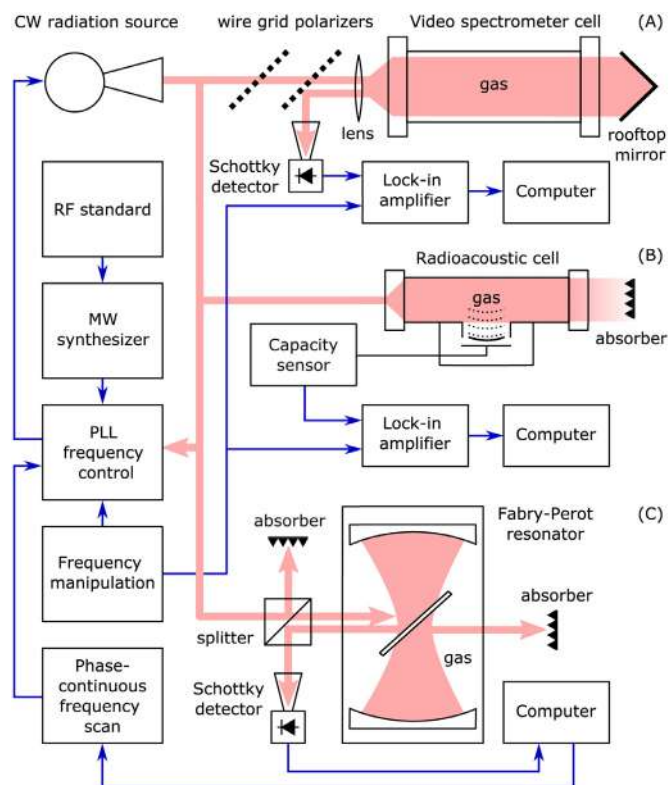 CW radiation source
wire grid polarizers
Video spectrometer cell
(A)
gas
lens
rooftop
mirror
Schottky
detector
Lock-in
amplifier
Computer
RF standard
Radioacoustic cell
(B)
gas
absorber
MW
synthesizer
Capacity
sensor
PLL
frequency
control
Lock-in
amplifier
Computer
Frequency
manipulation
absorber
Fabry-Perot
resonator
(C)
absorber
splitter
gas
Phase-
continuous
frequency
scan
Schottky
detector
Computer